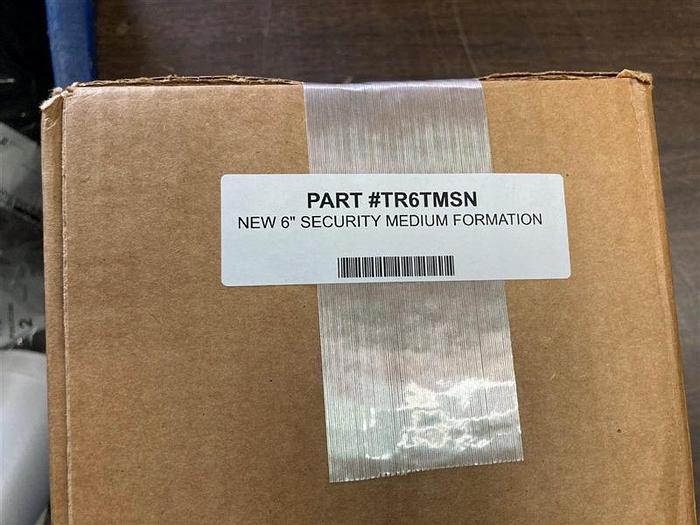 PART #TR6TMSN
NEW 6" SECURITY MEDIUM FORMATION